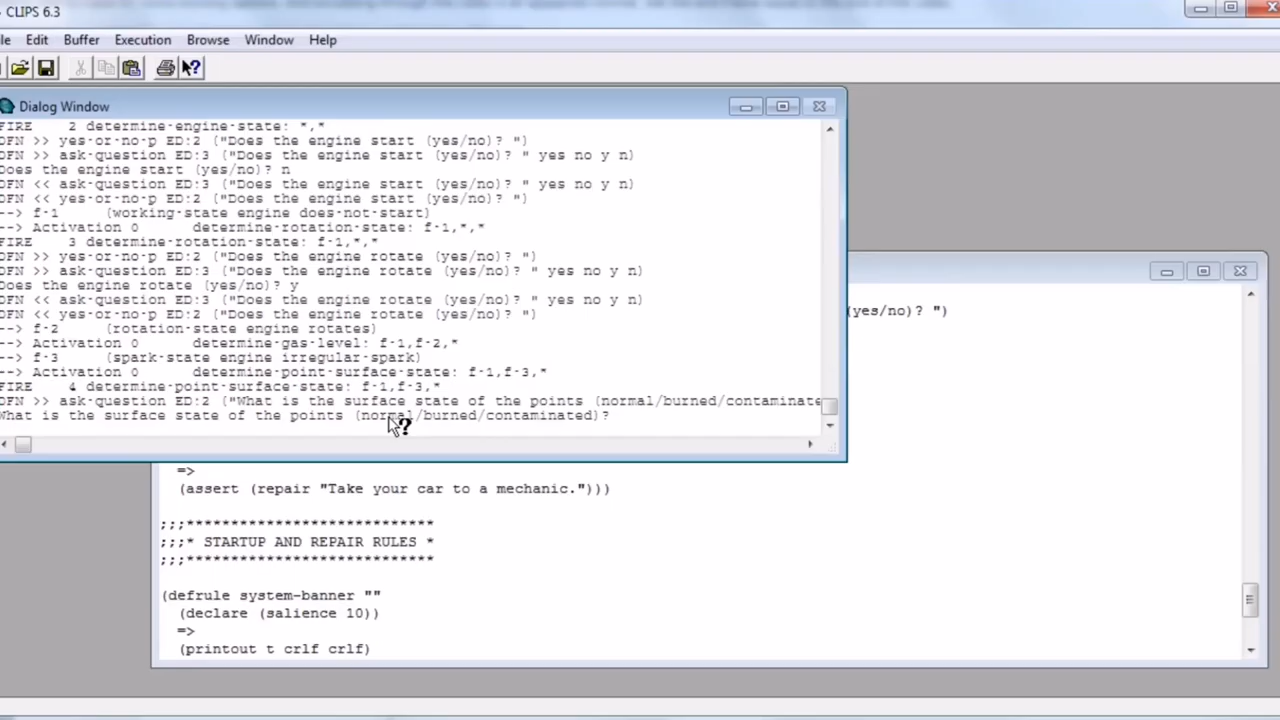 - CLIPS 6.3
le Edit Buffer Execution Browse Window Help
Dialog Window
FIRE 2 determine-engine-state: *,*
DFN >> yes-or-no-p ED:2 ("Does the engine start (yes/no)? ")
DFN >> ask-question ED:3 ("Does the engine start (yes/no)? " yes no y n)
Does the engine start (yes/no)? n
DFN << ask-question ED:3 ("Does the engine start (yes/no)? " yes no y n)
DFN << yes-or-no-p ED:2 ("Does the engine start (yes/no)? ")
--> f-1 (working-state engine does-not-start)
--> Activation 0 determine-rotation-state: f-1,*,*
FIRE 3 determine-rotation-state: f-1,*,*
DFN >> yes-or-no-p ED:2 ("Does the engine rotate (yes/no)? ")
DFN >> ask-question ED:3 ("Does the engine rotate (yes/no)? " yes no y n)
Does the engine rotate (yes/no)? y
DFN << ask-question ED:3 ("Does the engine rotate (yes/no)? " yes no y n)
DFN << yes-or-no-p ED:2 ("Does the engine rotate (yes/no)? ")
--> f-2 (rotation-state engine rotates)
--> Activation 0 determine-gas-level: f-1,f-2,*
--> f-3 (spark-state engine irregular-spark)
--> Activation 0 determine-point-surface-state: f-1,f-3,*
FIRE 4 determine-point-surface-state: f-1,f-3,*
DFN >> ask-question ED:2 ("What is the surface state of the points (normal/burned/contaminate
What is the surface state of the points (normal/burned/contaminated)?
(yes/no)? ")
=>
(assert (repair "Take your car to a mechanic.")))
;;;****************************
;;;* STARTUP AND REPAIR RULES *
;;;****************************
(defrule system-banner ""
(declare (salience 10))
=>
(printout t crlf crlf)